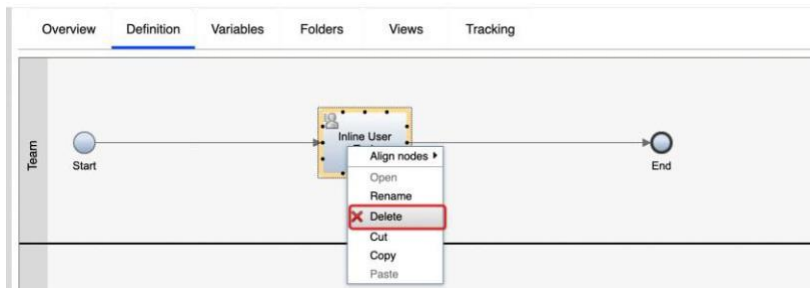 Overview Definition Variables Folders Views Tracking
Team
Start
Inline User
End
Align nodes
Open
Rename
Delete
Cut
Copy
Paste